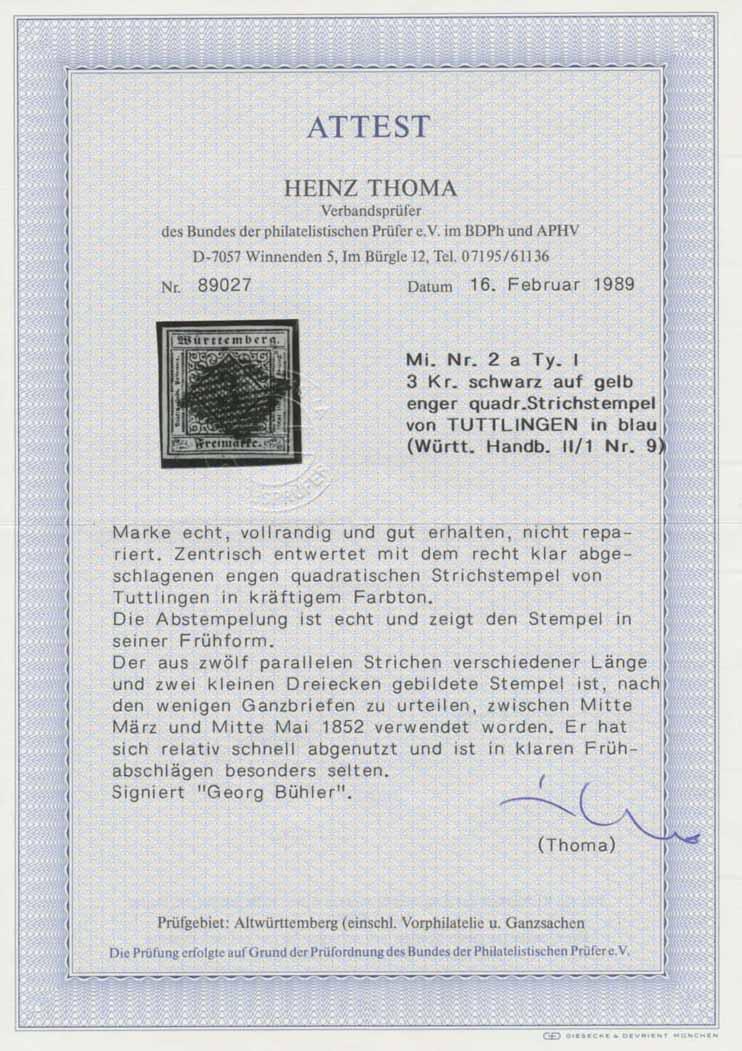 ATTEST
HEINZ THOMA
Verbandsprüfer
des Bundes der philatelistischen Prüfer e.V. im BDPh und APHV
D-7057 Winnenden 5, Im Bürgle 12, Tel. 07195/61136
Nr. 89027 Datum 16. Februar 1989
Württemberg.
Freimarke.
Mi. Nr. 2 a Ty. I
3 Kr. schwarz auf gelb
enger quadr.Strichstempel
von TUTTLINGEN in blau
(Württ. Handb. II/1 Nr. 9)
Marke echt, vollrandig und gut erhalten, nicht repa-
riert. Zentrisch entwertet mit dem recht klar abge-
schlagenen engen quadratischen Strichstempel von
Tuttlingen in kräftigem Farbton.
Die Abstempelung ist echt und zeigt den Stempel in
seiner Frühform.
Der aus zwölf parallelen Strichen verschiedener Länge
und zwei kleinen Dreiecken gebildete Stempel ist, nach
den wenigen Ganzbriefen zu urteilen, zwischen Mitte
März und Mitte Mai 1852 verwendet worden. Er hat
sich relativ schnell abgenutzt und ist in klaren Früh-
abschlägen besonders selten.
Signiert "Georg Bühler".
(Thoma)
Prüfgebiet: Altwürttemberg (einschl. Vorphilatelie u. Ganzsachen
Die Prüfung erfolgte auf Grund der Prüfordnung des Bundes der Philatelistischen Prüfer e.V.
GIESECKE & DEVRIENT MÜNCHEN